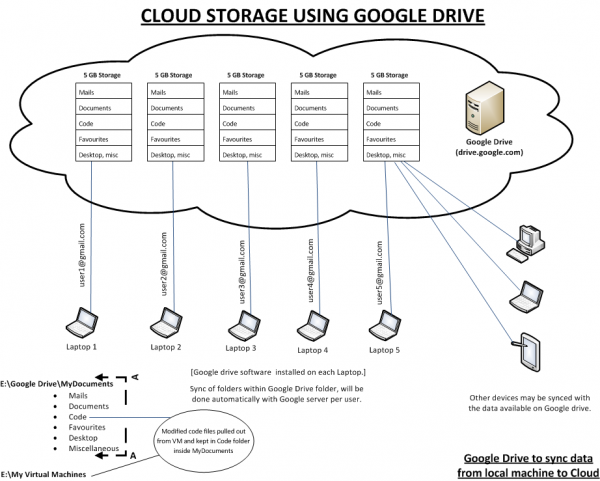 CLOUD STORAGE USING GOOGLE DRIVE
5 GB Storage
Mails
Documents
Code
Favourites
Desktop, misc
5 GB Storage
Mails
Documents
Code
Favourites
Desktop, misc
5 GB Storage
Mails
Documents
Code
Favourites
Desktop, misc
5 GB Storage
Mails
Documents
Code
Favourites
Desktop, misc
5 GB Storage
Mails
Documents
Code
Favourites
Desktop, misc
Google Drive
(drive.google.com)
user1@gmail.com
user2@gmail.com
user3@gmail.com
user4@gmail.com
user5@gmail.com
Laptop 1
Laptop 2
Laptop 3
Laptop 4
Laptop 5
[Google drive software installed on each Laptop.]
Sync of folders within Google Drive folder, will be
done automatically with Google server per user.
Other devices may be synced with
the data available on Google drive.
A
E:\Google Drive\MyDocuments
• Mails
• Documents
• Code
• Favourites
• Desktop
• Miscellaneous
A
Modified code files pulled out
from VM and kept in Code folder
inside MyDocuments
E:\My Virtual Machines
Google Drive to sync data
from local machine to Cloud